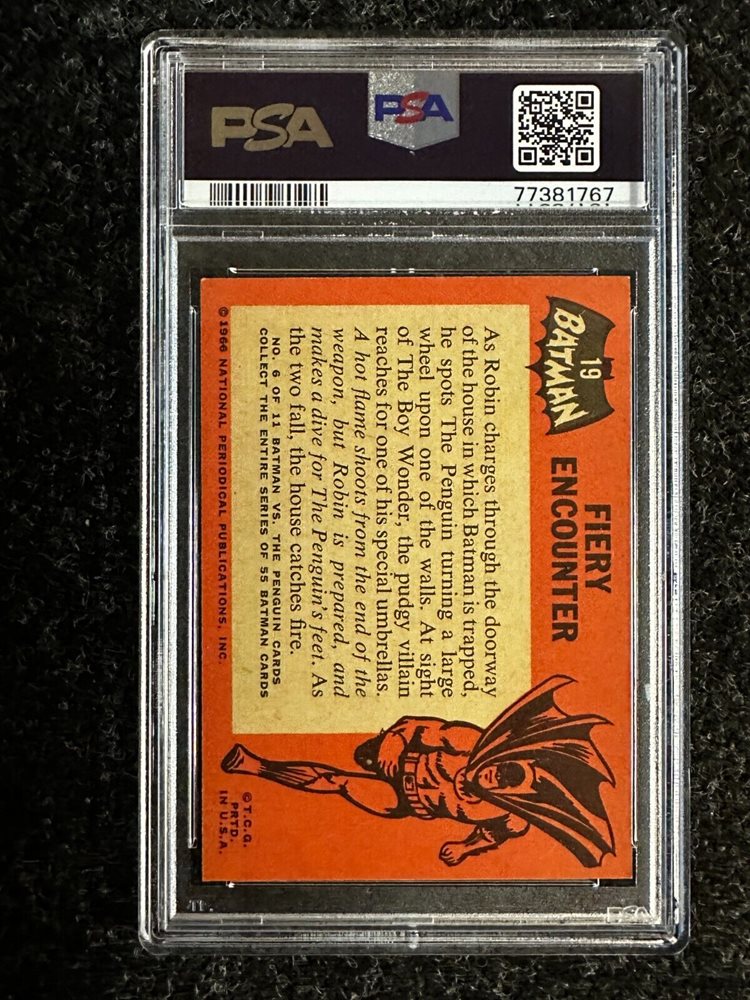 PSA
PSA
77381767
19
BATMAN
FIERY
ENCOUNTER
As Robin charges through the doorway
of the house in which Batman is trapped,
he spots The Penguin turning a large
wheel upon one of the walls. At sight
of The Boy Wonder, the pudgy villain
reaches for one of his special umbrellas.
A hot flame shoots from the end of the
weapon, but Robin is prepared, and
makes a dive for The Penguin's feet. As
the two fall, the house catches fire.
NO. 6 OF 11 BATMAN VS. THE PENGUIN CARDS
COLLECT THE ENTIRE SERIES OF 55 BATMAN CARDS
© 1966 NATIONAL PERIODICAL PUBLICATIONS, INC.
© T.C.G.
PRTD.
IN U.S.A.
PSA